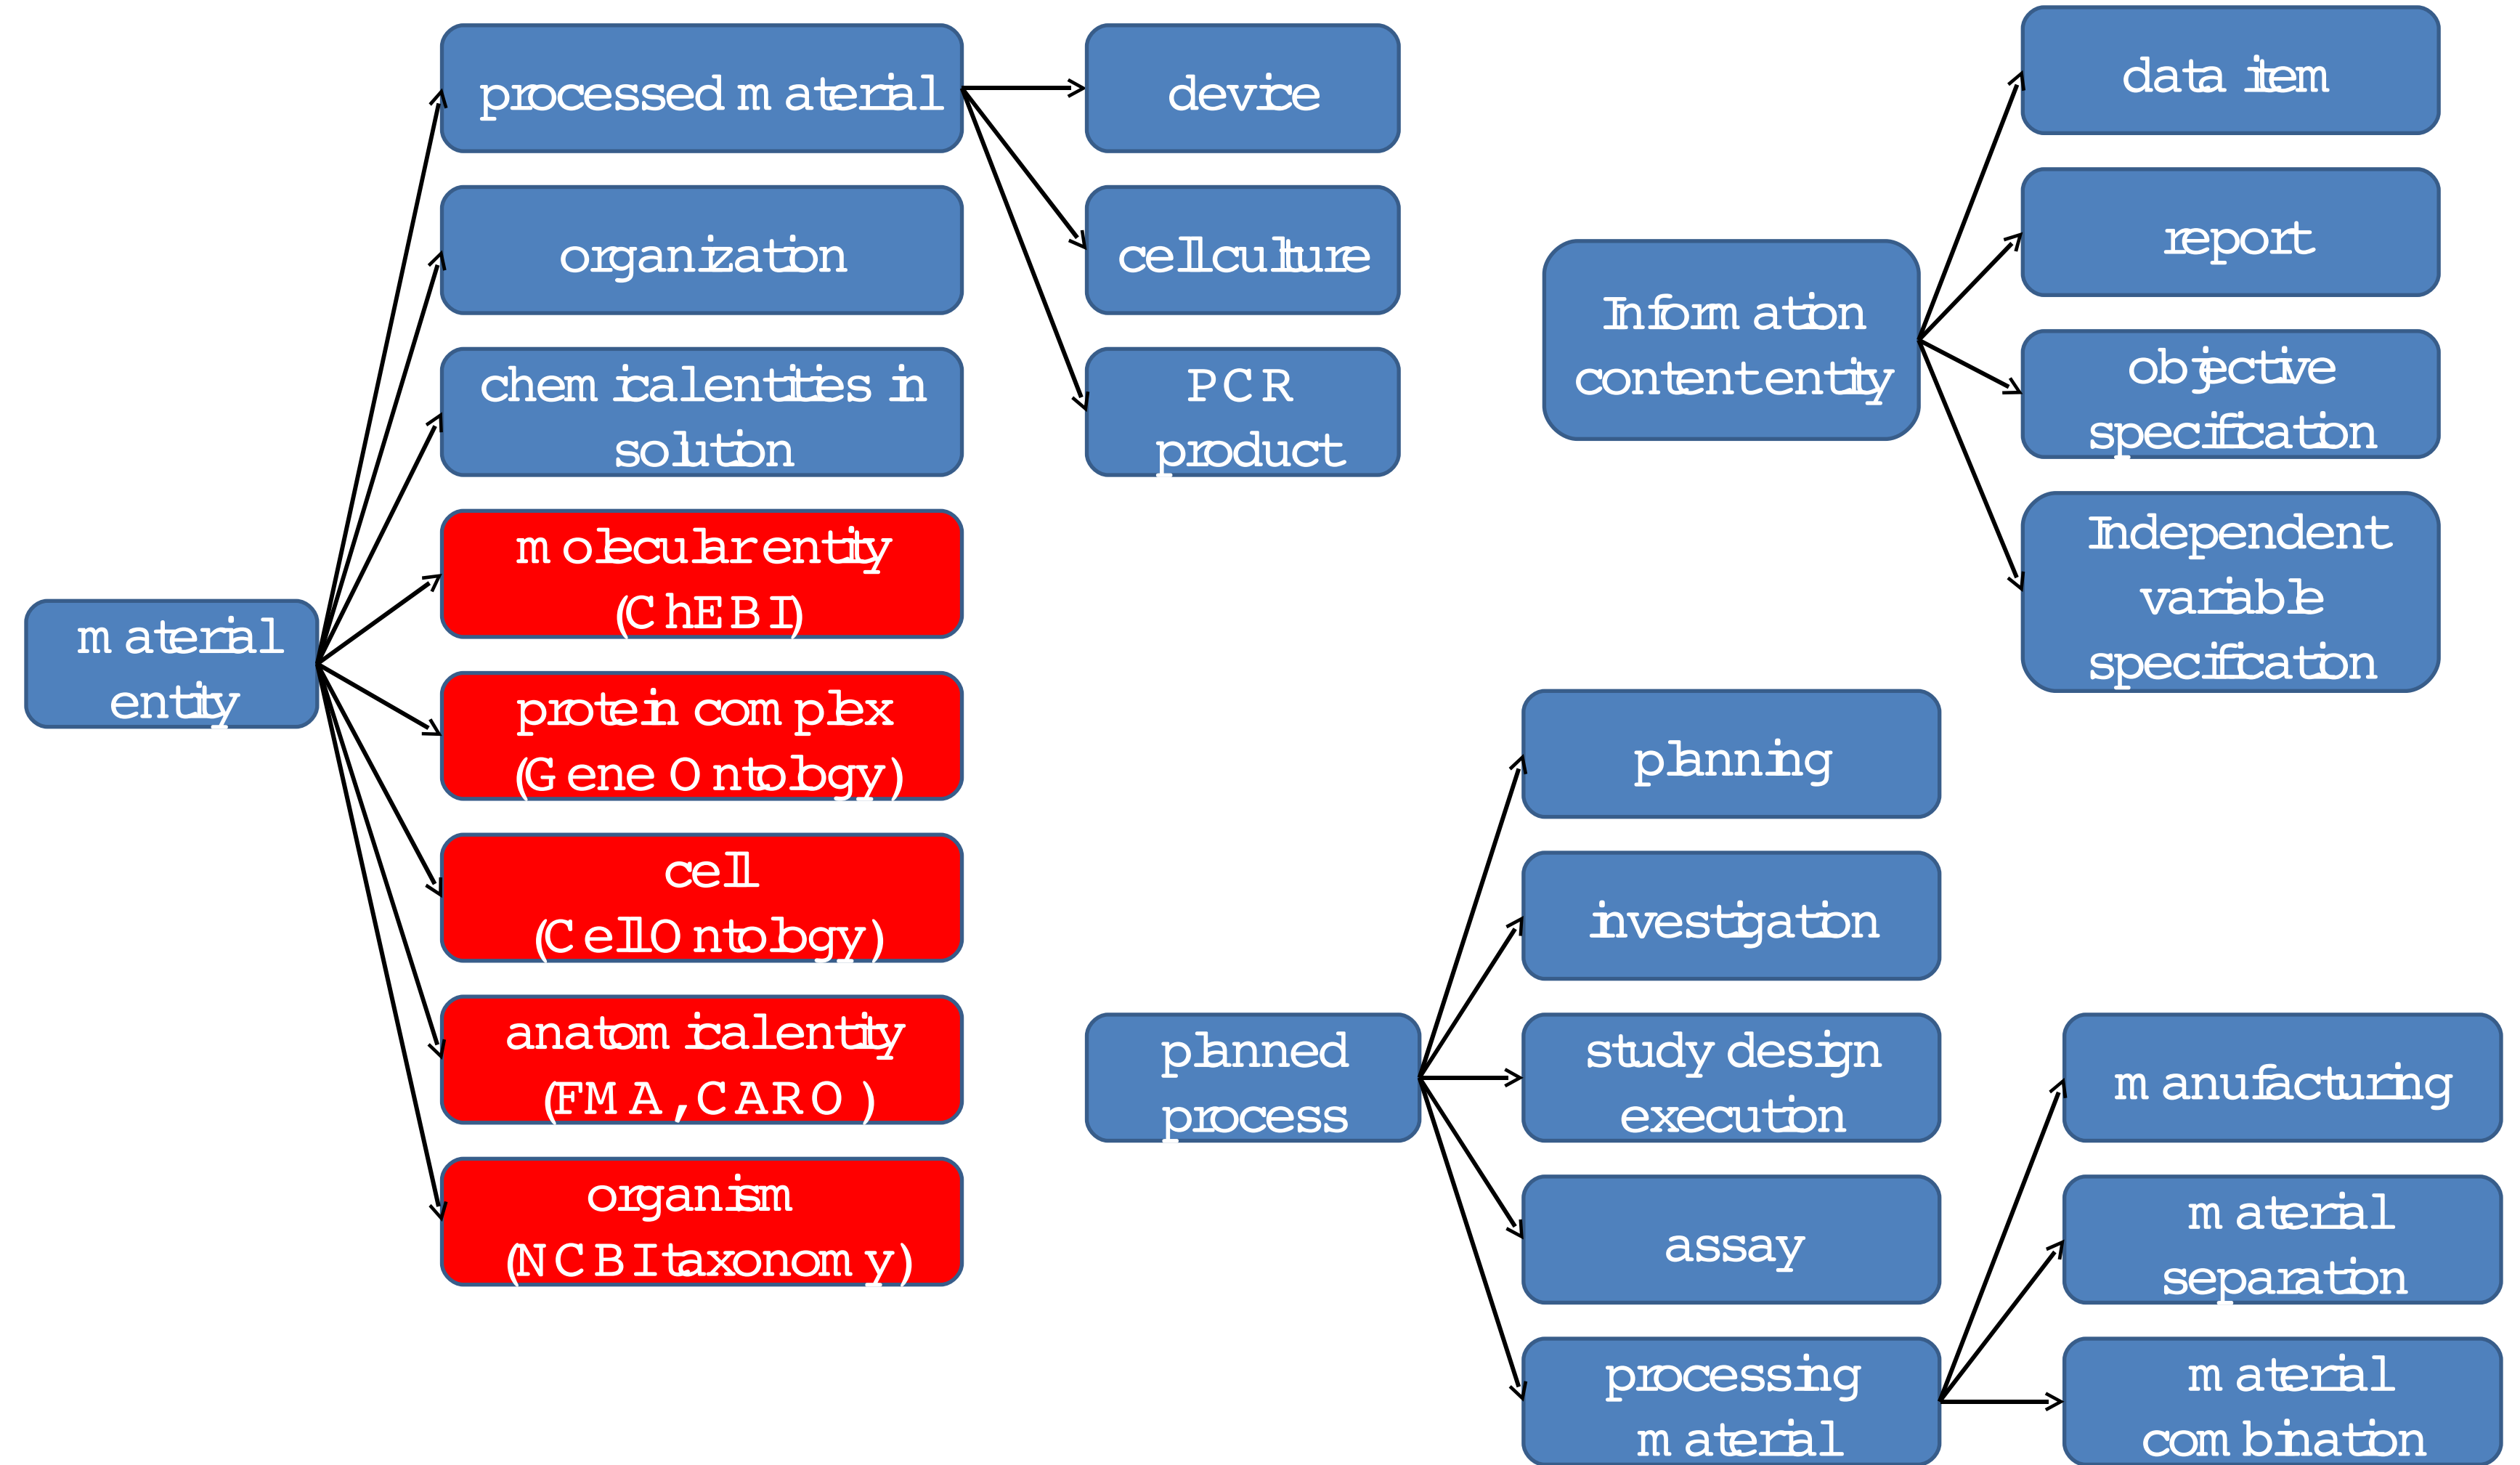 processed material
organization
chemical entities in
solution
molecular entity
(ChEBI)
protein complex
(Gene Ontology)
cell
(Cell Ontology)
anatomical entity
(FMA, CARO)
organism
(NCBI taxonomy)
material
entity
device
cell culture
PCR
product
Information
content entity
data item
report
objective
specification
Independent
variable
specification
planned
process
planning
investigation
study design
execution
assay
processing
material
manufacturing
material
separation
material
combination